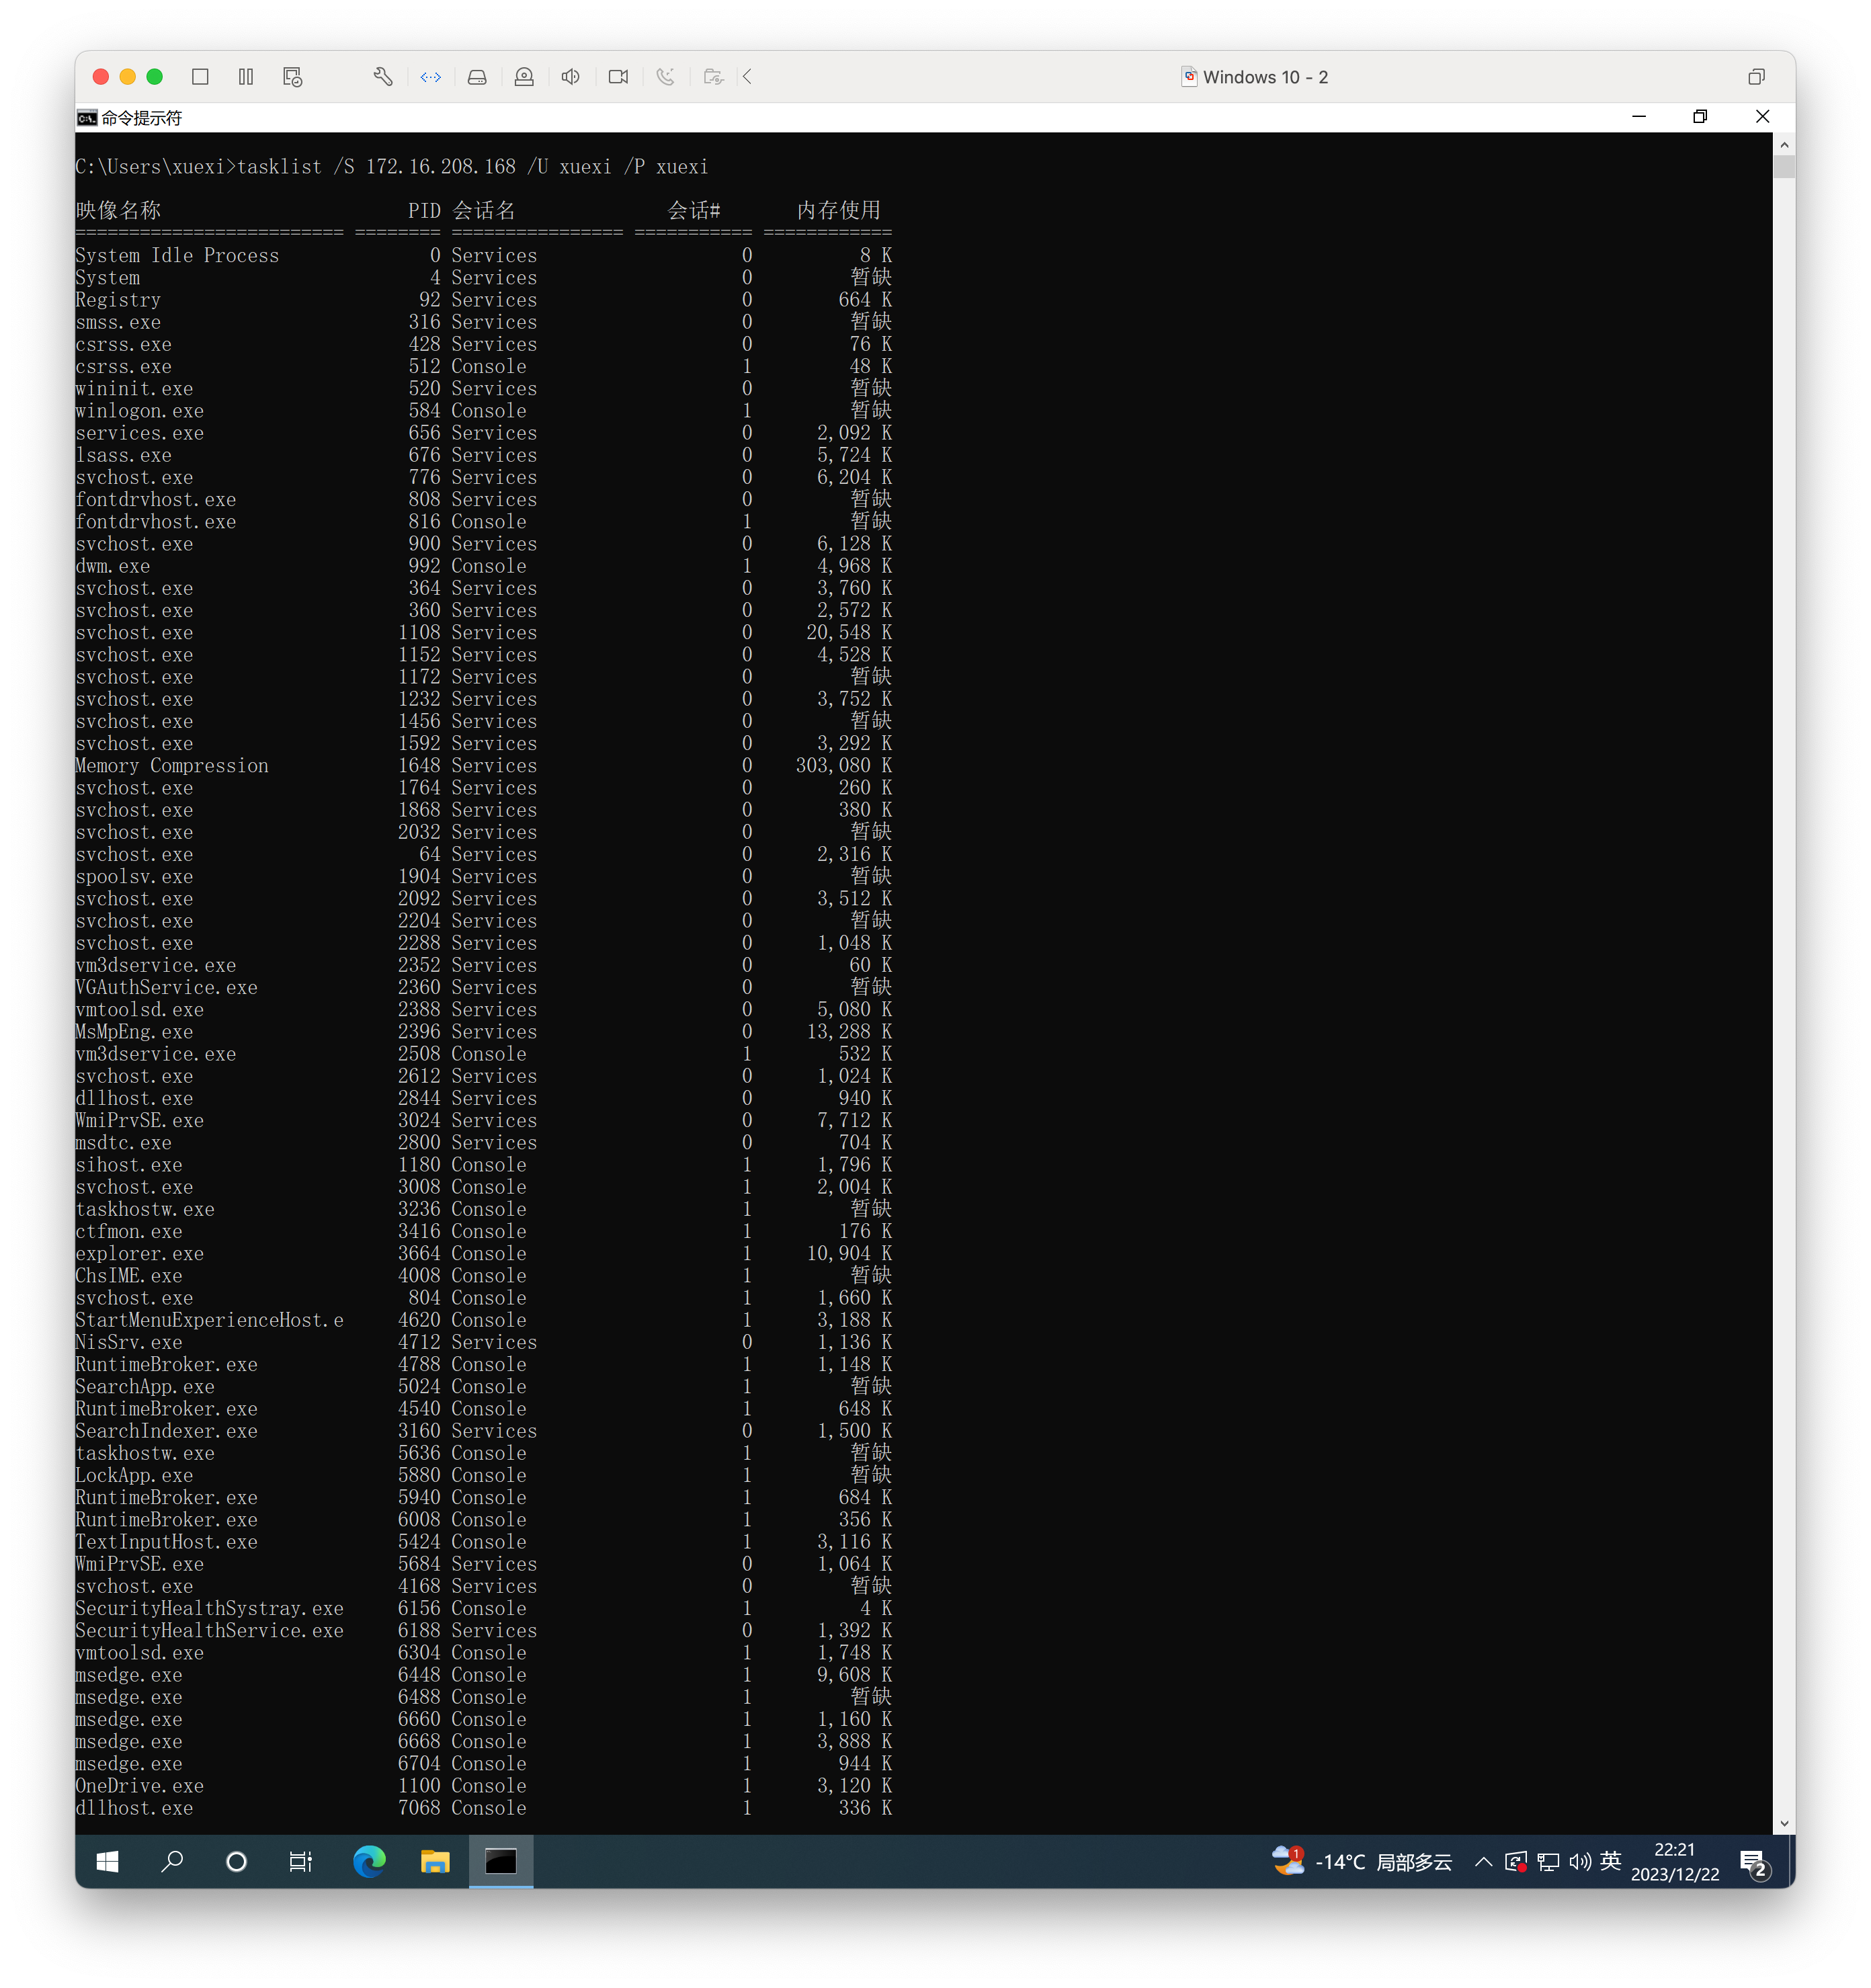 Windows 10 - 2
命令提示符
C:\Users\xuexi>tasklist /S 172.16.208.168 /U xuexi /P xuexi
映像名称 PID 会话名 会话# 内存使用
========================= ======== ================ =========== ============
System Idle Process 0 Services 0 8 K
System 4 Services 0 暂缺
Registry 92 Services 0 664 K
smss.exe 316 Services 0 暂缺
csrss.exe 428 Services 0 76 K
csrss.exe 512 Console 1 48 K
wininit.exe 520 Services 0 暂缺
winlogon.exe 584 Console 1 暂缺
services.exe 656 Services 0 2,092 K
lsass.exe 676 Services 0 5,724 K
svchost.exe 776 Services 0 6,204 K
fontdrvhost.exe 808 Services 0 暂缺
fontdrvhost.exe 816 Console 1 暂缺
svchost.exe 900 Services 0 6,128 K
dwm.exe 992 Console 1 4,968 K
svchost.exe 364 Services 0 3,760 K
svchost.exe 360 Services 0 2,572 K
svchost.exe 1108 Services 0 20,548 K
svchost.exe 1152 Services 0 4,528 K
svchost.exe 1172 Services 0 暂缺
svchost.exe 1232 Services 0 3,752 K
svchost.exe 1456 Services 0 暂缺
svchost.exe 1592 Services 0 3,292 K
Memory Compression 1648 Services 0 303,080 K
svchost.exe 1764 Services 0 260 K
svchost.exe 1868 Services 0 380 K
svchost.exe 2032 Services 0 暂缺
svchost.exe 64 Services 0 2,316 K
spoolsv.exe 1904 Services 0 暂缺
svchost.exe 2092 Services 0 3,512 K
svchost.exe 2204 Services 0 暂缺
svchost.exe 2288 Services 0 1,048 K
vm3dservice.exe 2352 Services 0 60 K
VGAuthService.exe 2360 Services 0 暂缺
vmtoolsd.exe 2388 Services 0 5,080 K
MsMpEng.exe 2396 Services 0 13,288 K
vm3dservice.exe 2508 Console 1 532 K
svchost.exe 2612 Services 0 1,024 K
dllhost.exe 2844 Services 0 940 K
WmiPrvSE.exe 3024 Services 0 7,712 K
msdtc.exe 2800 Services 0 704 K
sihost.exe 1180 Console 1 1,796 K
svchost.exe 3008 Console 1 2,004 K
taskhostw.exe 3236 Console 1 暂缺
ctfmon.exe 3416 Console 1 176 K
explorer.exe 3664 Console 1 10,904 K
ChsIME.exe 4008 Console 1 暂缺
svchost.exe 804 Console 1 1,660 K
StartMenuExperienceHost.e 4620 Console 1 3,188 K
NisSrv.exe 4712 Services 0 1,136 K
RuntimeBroker.exe 4788 Console 1 1,148 K
SearchApp.exe 5024 Console 1 暂缺
RuntimeBroker.exe 4540 Console 1 648 K
SearchIndexer.exe 3160 Services 0 1,500 K
taskhostw.exe 5636 Console 1 暂缺
LockApp.exe 5880 Console 1 暂缺
RuntimeBroker.exe 5940 Console 1 684 K
RuntimeBroker.exe 6008 Console 1 356 K
TextInputHost.exe 5424 Console 1 3,116 K
WmiPrvSE.exe 5684 Services 0 1,064 K
svchost.exe 4168 Services 0 暂缺
SecurityHealthSystray.exe 6156 Console 1 4 K
SecurityHealthService.exe 6188 Services 0 1,392 K
vmtoolsd.exe 6304 Console 1 1,748 K
msedge.exe 6448 Console 1 9,608 K
msedge.exe 6488 Console 1 暂缺
msedge.exe 6660 Console 1 1,160 K
msedge.exe 6668 Console 1 3,888 K
msedge.exe 6704 Console 1 944 K
OneDrive.exe 1100 Console 1 3,120 K
dllhost.exe 7068 Console 1 336 K
1 -14°C 局部多云 英 22:21
2023/12/22 2